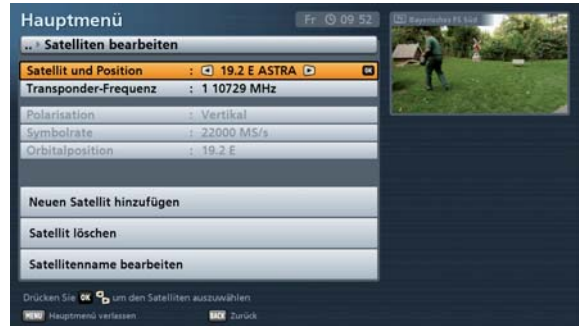 Hauptmenü
Fr 09 52
Bayerisches FS Süd
.. Satelliten bearbeiten
Satellit und Position : 19.2 E ASTRA OK
Transponder-Frequenz : 1 10729 MHz
Polarisation : Vertikal
Symbolrate : 22000 MS/s
Orbitalposition : 19.2 E
Neuen Satellit hinzufügen
Satellit löschen
Satellitenname bearbeiten
Drücken Sie OK um den Satelliten auszuwählen
MENU Hauptmenü verlassen BACK Zurück